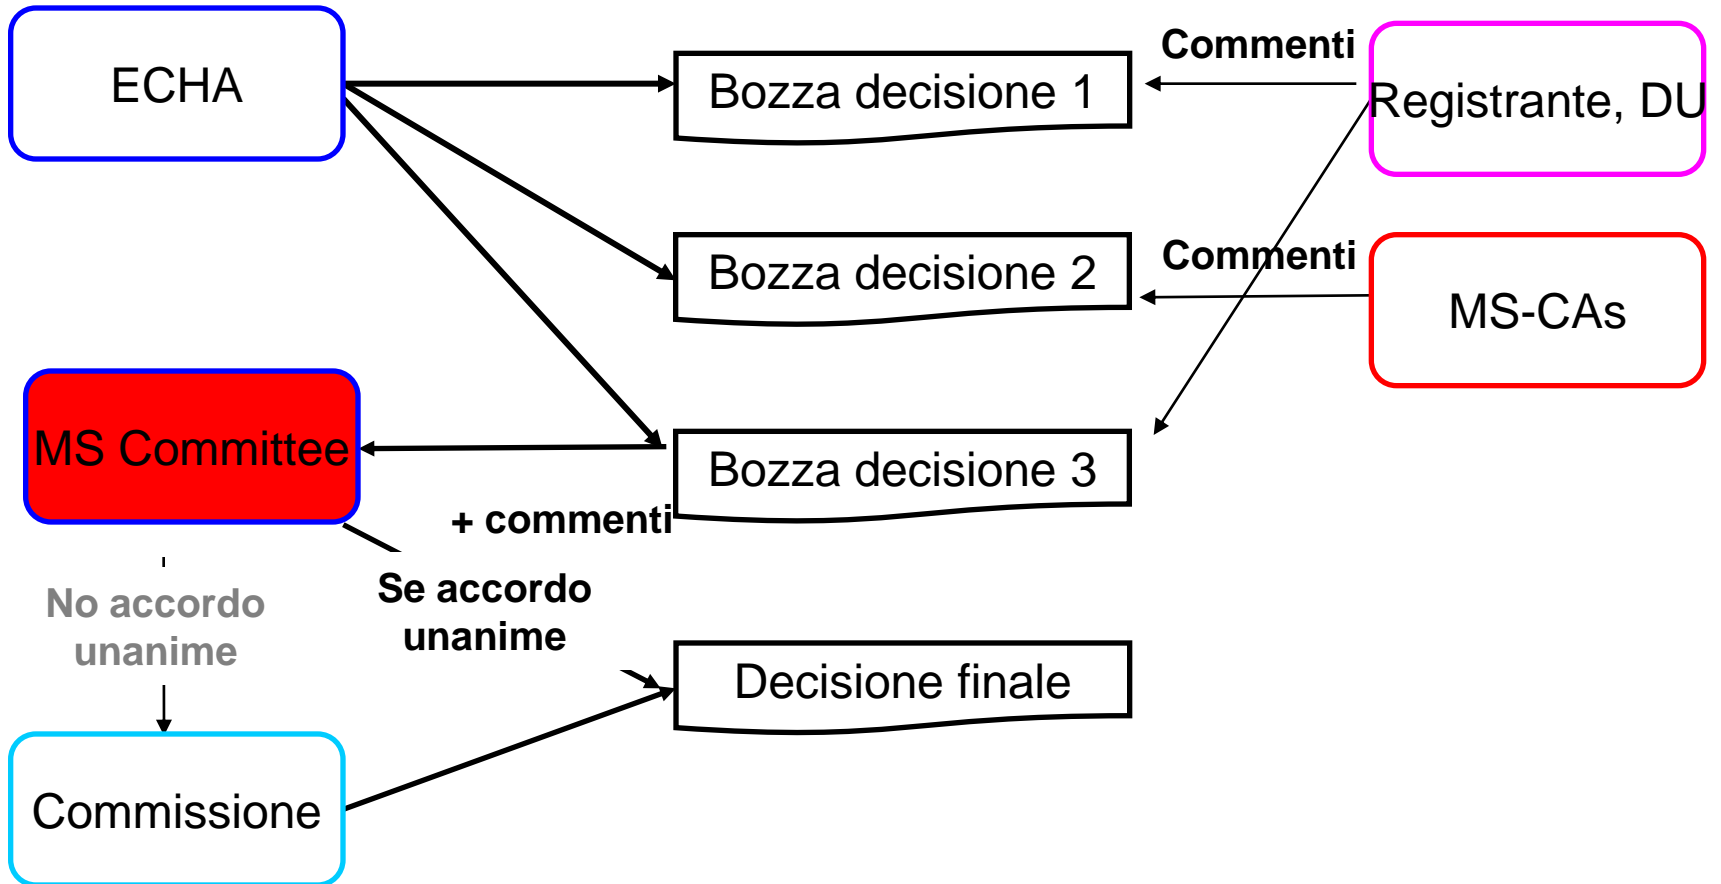 ECHA
Bozza decisione 1
Commenti
Registrante, DU
Bozza decisione 2
Commenti
MS-CAs
MS Committee
Bozza decisione 3
+ commenti
No accordo
unanime
Se accordo
unanime
Decisione finale
Commissione